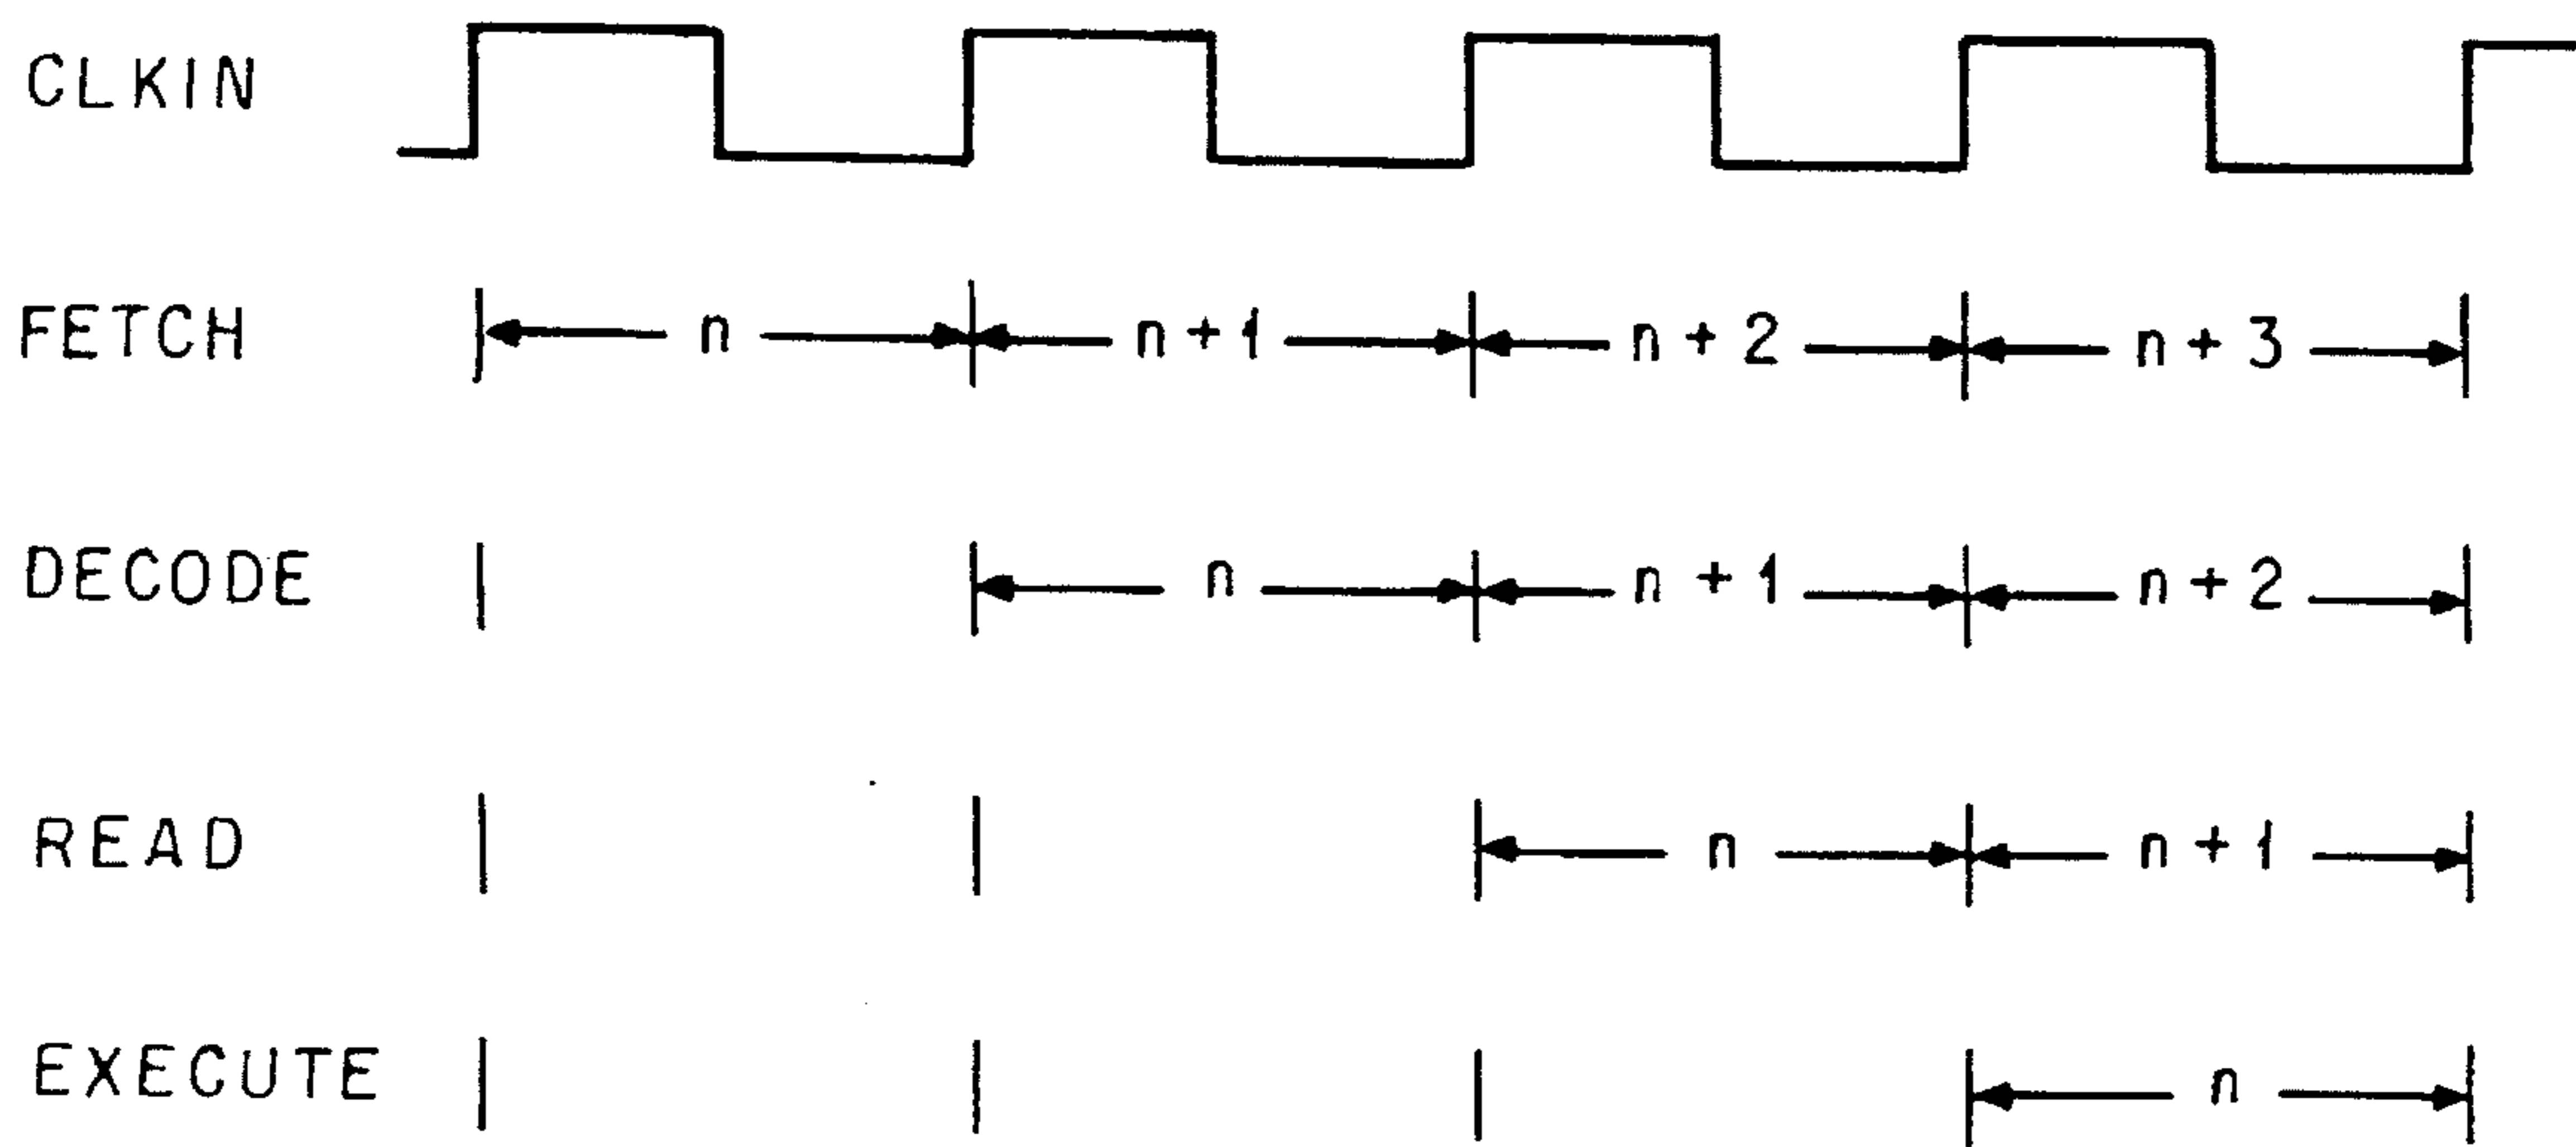 CLKIN
FETCH n n + 1 n + 2 n + 3
DECODE n n + 1 n + 2
READ n n + 1
EXECUTE n